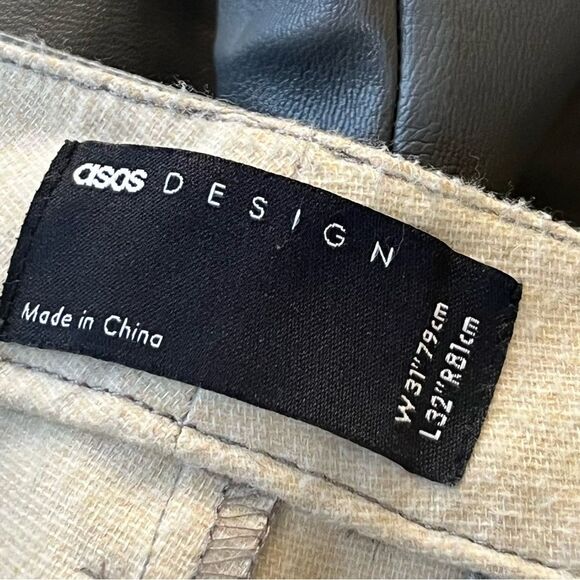 asos DESIGN
Made in China
W31"79cm
L32"R81cm